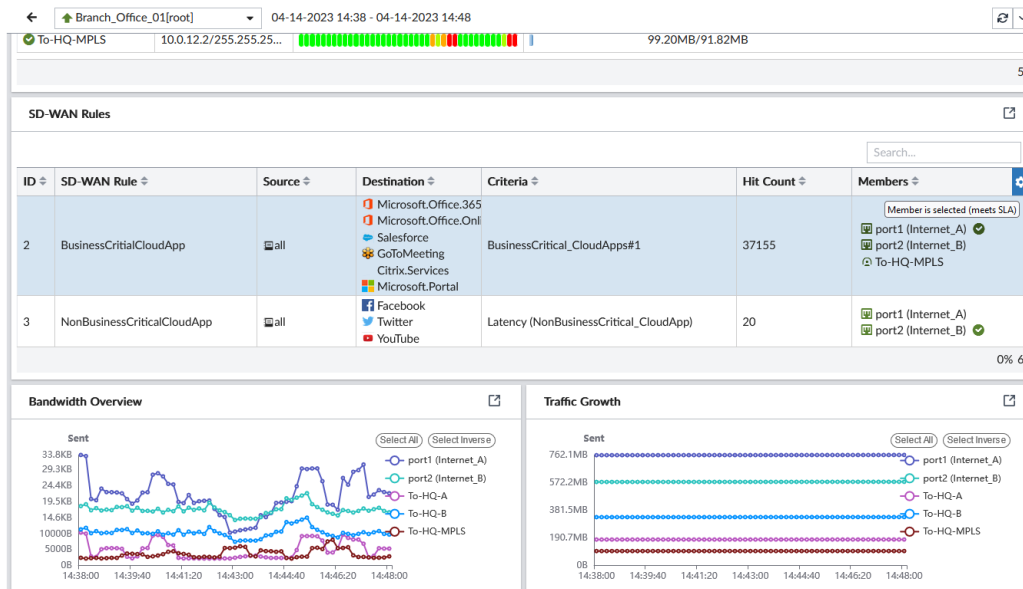 Branch_Office_01[root] 04-14-2023 14:38 - 04-14-2023 14:48
To-HQ-MPLS 10.0.12.2/255.255.25... 99.20MB/91.82MB
5
SD-WAN Rules
Search...
ID SD-WAN Rule Source Destination Criteria Hit Count Members
Member is selected (meets SLA)
2 BusinessCritialCloudApp all BusinessCritical_CloudApps#1 37155
Microsoft.Office.365
Microsoft.Office.Onl
Salesforce
GoToMeeting
Citrix.Services
Microsoft.Portal
port1 (Internet_A)
port2 (Internet_B)
To-HQ-MPLS
3 NonBusinessCriticalCloudApp all Latency (NonBusinessCritical_CloudApp) 20
Facebook
Twitter
YouTube
port1 (Internet_A)
port2 (Internet_B)
0% 6
Bandwidth Overview
Sent
Select All Select Inverse
33.8KB
29.3KB
24.4KB
19.5KB
14.6KB
10000B
5000B
0B
port1 (Internet_A)
port2 (Internet_B)
To-HQ-A
To-HQ-B
To-HQ-MPLS
14:38:00 14:39:40 14:41:20 14:43:00 14:44:40 14:46:20 14:48:00
Traffic Growth
Sent
Select All Select Inverse
762.1MB
572.2MB
381.5MB
190.7MB
0B
port1 (Internet_A)
port2 (Internet_B)
To-HQ-A
To-HQ-B
To-HQ-MPLS
14:38:00 14:39:40 14:41:20 14:43:00 14:44:40 14:46:20 14:48:00